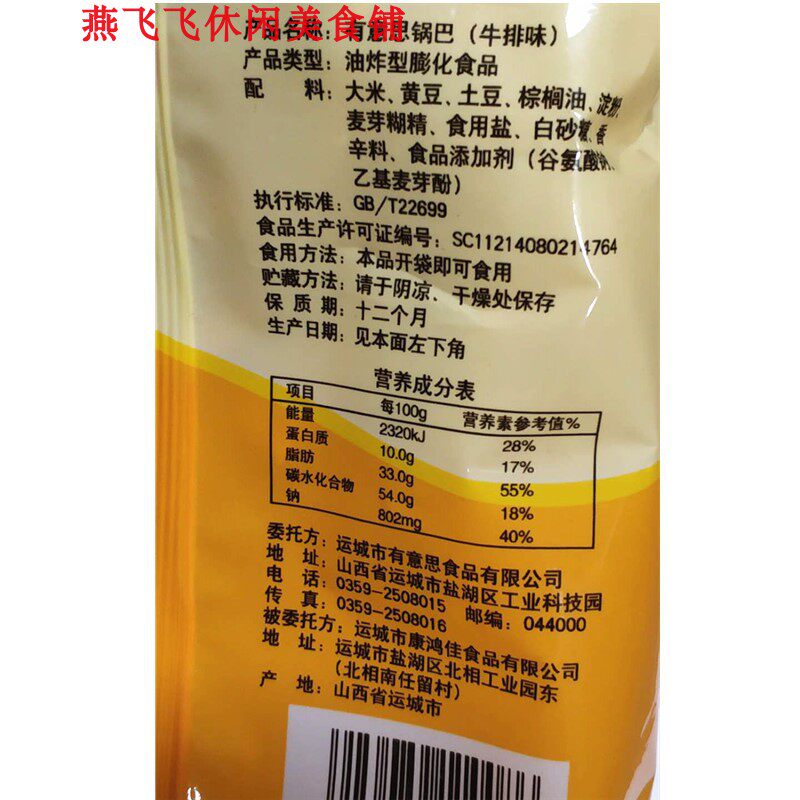 燕飞飞休闲美食舖
产品名称：有意思锅巴（牛排味）
产品类型：油炸型膨化食品
配 料：大米、黄豆、土豆、棕榈油、淀粉、
麦芽糊精、食用盐、白砂糖、香
辛料、食品添加剂（谷氨酸钠、
乙基麦芽酚）
执行标准：GB/T22699
食品生产许可证编号：SC11214080214764
食用方法：本品开袋即可食用
贮藏方法：请于阴凉、干燥处保存
保 质 期：十二个月
生产日期：见本面左下角
营养成分表
项目 每100g 营养素参考值%
能量 2320kJ 28%
蛋白质 10.0g 17%
脂肪 33.0g 55%
碳水化合物 54.0g 18%
钠 802mg 40%
委托方：运城市有意思食品有限公司
地 址：山西省运城市盐湖区工业科技园
电 话：0359-2508015 邮编：044000
传 真：0359-2508016
被委托方：运城市康鸿佳食品有限公司
地 址：运城市盐湖区北相工业园东
（北相南任留村）
产 地：山西省运城市